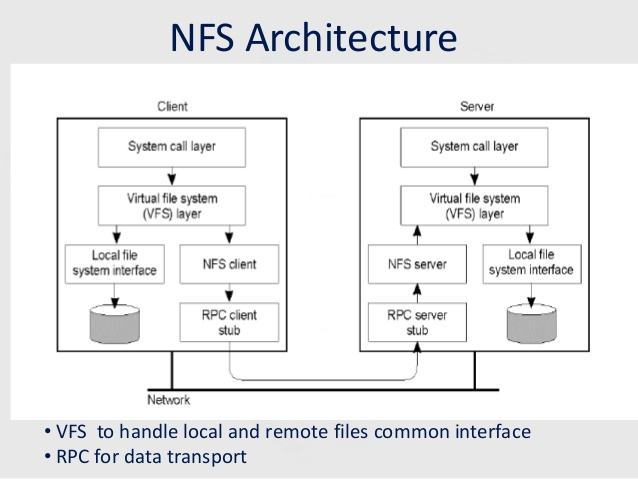 NFS Architecture
Client
Server
System call layer
System call layer
Virtual file system
(VFS) layer
Virtual file system
(VFS) layer
Local file
system interface
NFS client
NFS server
Local file
system interface
RPC client
stub
RPC server
stub
Network
• VFS to handle local and remote files common interface
• RPC for data transport